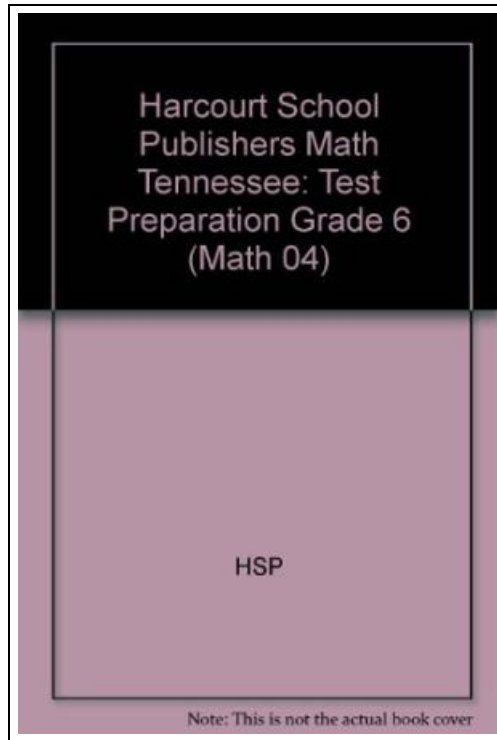 Harcourt School
Publishers Math
Tennessee: Test
Preparation Grade 6
(Math 04)
HSP
Note: This is not the actual book cover